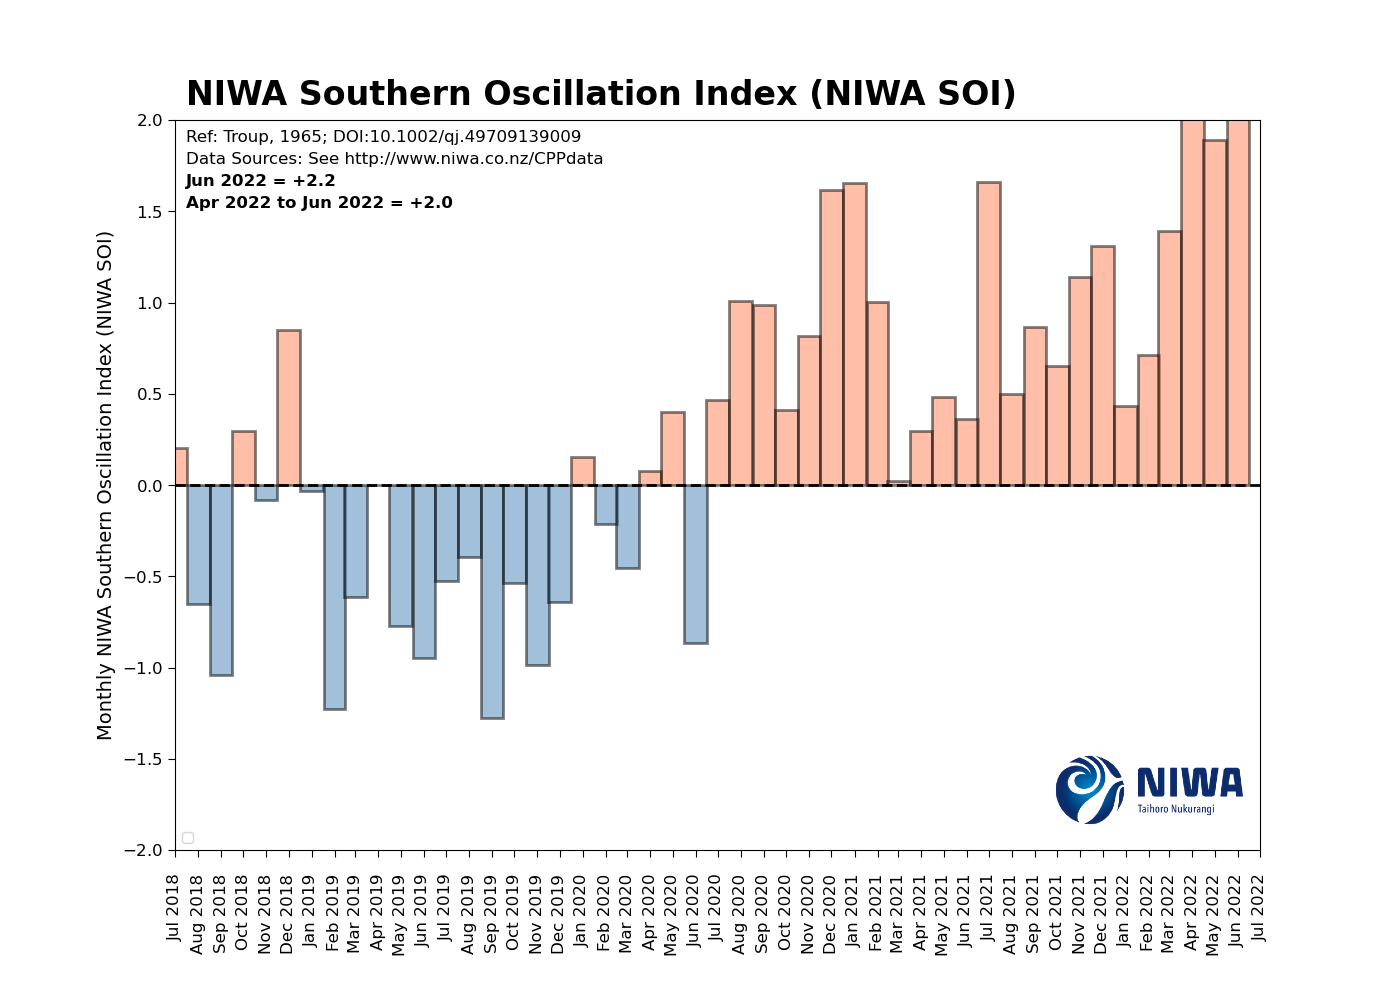 NIWA Southern Oscillation Index (NIWA SOI)
Ref: Troup, 1965; DOI:10.1002/qj.49709139009
Data Sources: See http://www.niwa.co.nz/CPPdata
Jun 2022 = +2.2
Apr 2022 to Jun 2022 = +2.0
Monthly NIWA Southern Oscillation Index (NIWA SOI)
2.0
1.5
1.0
0.5
0.0
−0.5
−1.0
−1.5
−2.0
NIWA
Taihoro Nukurangi
Jul 2018
Aug 2018
Sep 2018
Oct 2018
Nov 2018
Dec 2018
Jan 2019
Feb 2019
Mar 2019
Apr 2019
May 2019
Jun 2019
Jul 2019
Aug 2019
Sep 2019
Oct 2019
Nov 2019
Dec 2019
Jan 2020
Feb 2020
Mar 2020
Apr 2020
May 2020
Jun 2020
Jul 2020
Aug 2020
Sep 2020
Oct 2020
Nov 2020
Dec 2020
Jan 2021
Feb 2021
Mar 2021
Apr 2021
May 2021
Jun 2021
Jul 2021
Aug 2021
Sep 2021
Oct 2021
Nov 2021
Dec 2021
Jan 2022
Feb 2022
Mar 2022
Apr 2022
May 2022
Jun 2022
Jul 2022